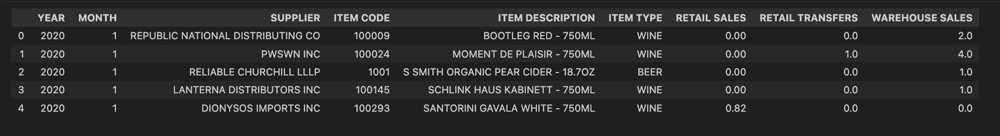 YEAR MONTH SUPPLIER ITEM CODE ITEM DESCRIPTION ITEM TYPE RETAIL SALES RETAIL TRANSFERS WAREHOUSE SALES
0 2020 1 REPUBLIC NATIONAL DISTRIBUTING CO 100009 BOOTLEG RED - 750ML WINE 0.00 0.0 2.0
1 2020 1 PWSWN INC 100024 MOMENT DE PLAISIR - 750ML WINE 0.00 1.0 4.0
2 2020 1 RELIABLE CHURCHILL LLLP 1001 S SMITH ORGANIC PEAR CIDER - 18.7OZ BEER 0.00 0.0 1.0
3 2020 1 LANTERNA DISTRIBUTORS INC 100145 SCHLINK HAUS KABINETT - 750ML WINE 0.00 0.0 1.0
4 2020 1 DIONYSOS IMPORTS INC 100293 SANTORINI GAVALA WHITE - 750ML WINE 0.82 0.0 0.0